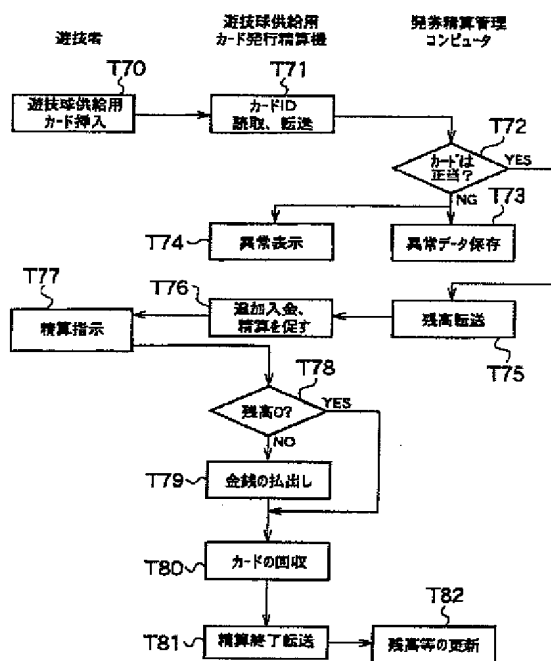 遊技者
遊技球供給用
カード発行精算機
発券精算管理
コンピュータ
T70
遊技球供給用
カード挿入
T71
カードID
読取、転送
T72
カードは
正当?
YES
NG
T73
異常データ保存
T74
異常表示
T75
残高転送
T76
追加入金、
精算を促す
T77
精算指示
T78
残高0?
YES
NO
T79
金銭の払出し
T80
カードの回収
T81
精算終了転送
T82
残高等の更新